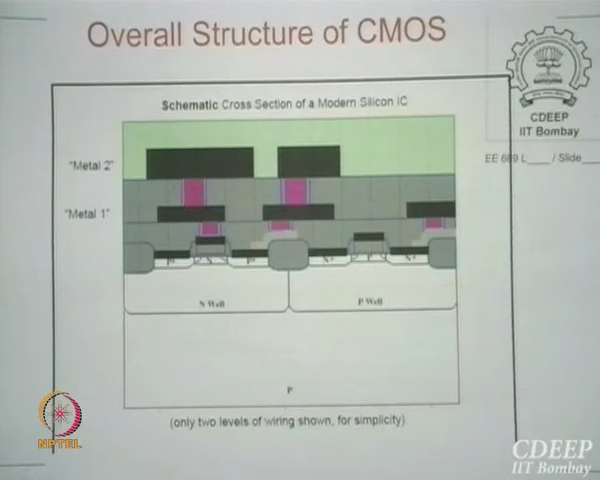 Overall Structure of CMOS
CDEEP
IIT Bombay
EE 669 L____ / Slide___
Schematic Cross Section of a Modern Silicon IC
"Metal 2"
"Metal 1"
P+ N P+ N+ P N+
N Well P Well
P
(only two levels of wiring shown, for simplicity)
NPTEL
CDEEP
IIT Bombay